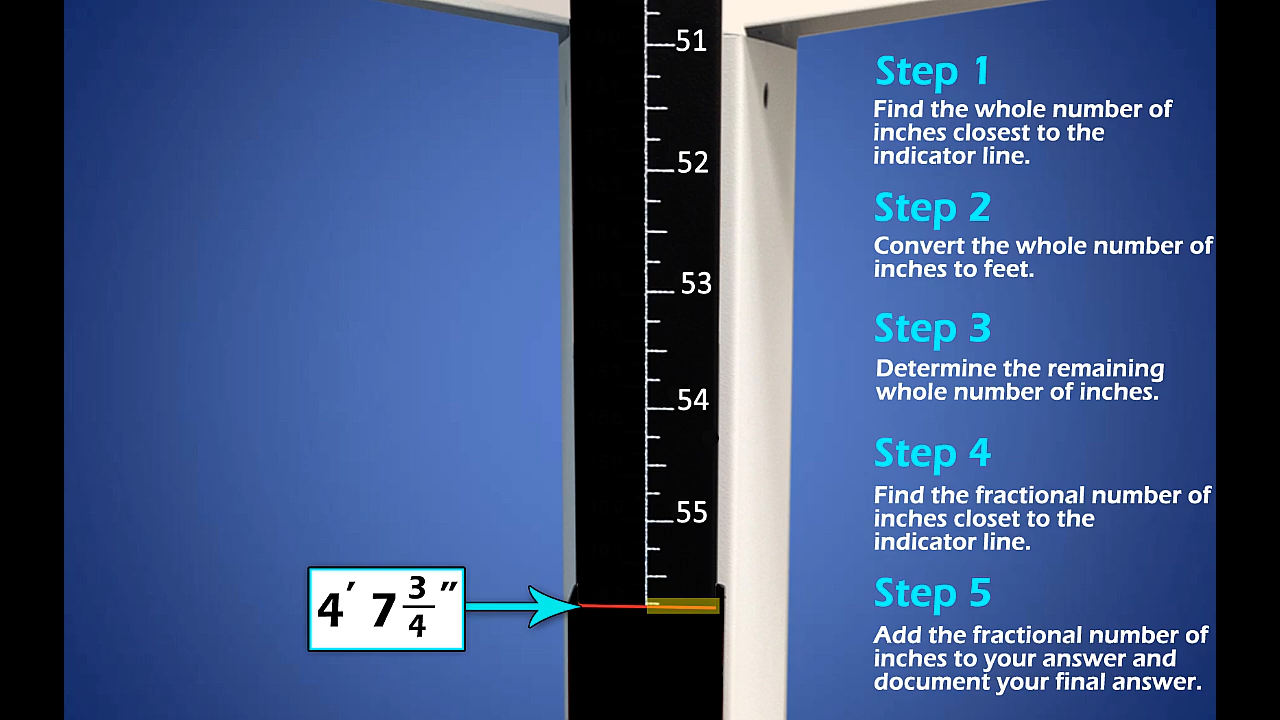 51
52
53
54
55
4' 7 3/4"
Step 1
Find the whole number of
inches closest to the
indicator line.
Step 2
Convert the whole number of
inches to feet.
Step 3
Determine the remaining
whole number of inches.
Step 4
Find the fractional number of
inches closet to the
indicator line.
Step 5
Add the fractional number of
inches to your answer and
document your final answer.